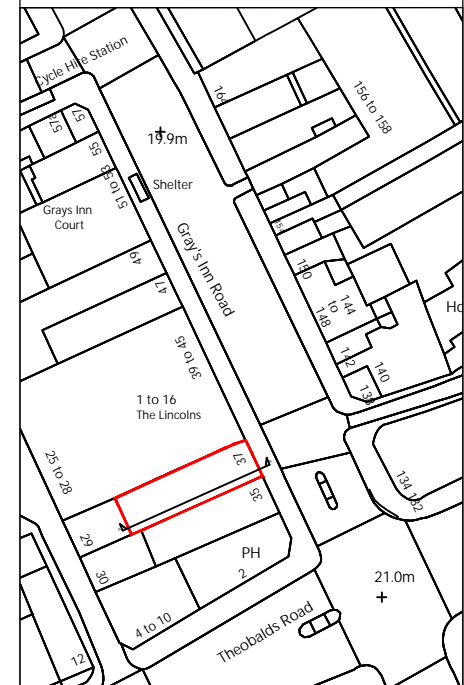 Cycle Hire Station
164
156 to 158
57
57a
55
19.9m
51 to 53
Shelter
Grays Inn
Court
Gray's Inn Road
49
47
150
144
to
148
142
140
138
39 to 45
1 to 16
The Lincolns
37
35
25 to 28
29
30
134 132
PH
2
21.0m
4 to 10
Theobalds Road
12